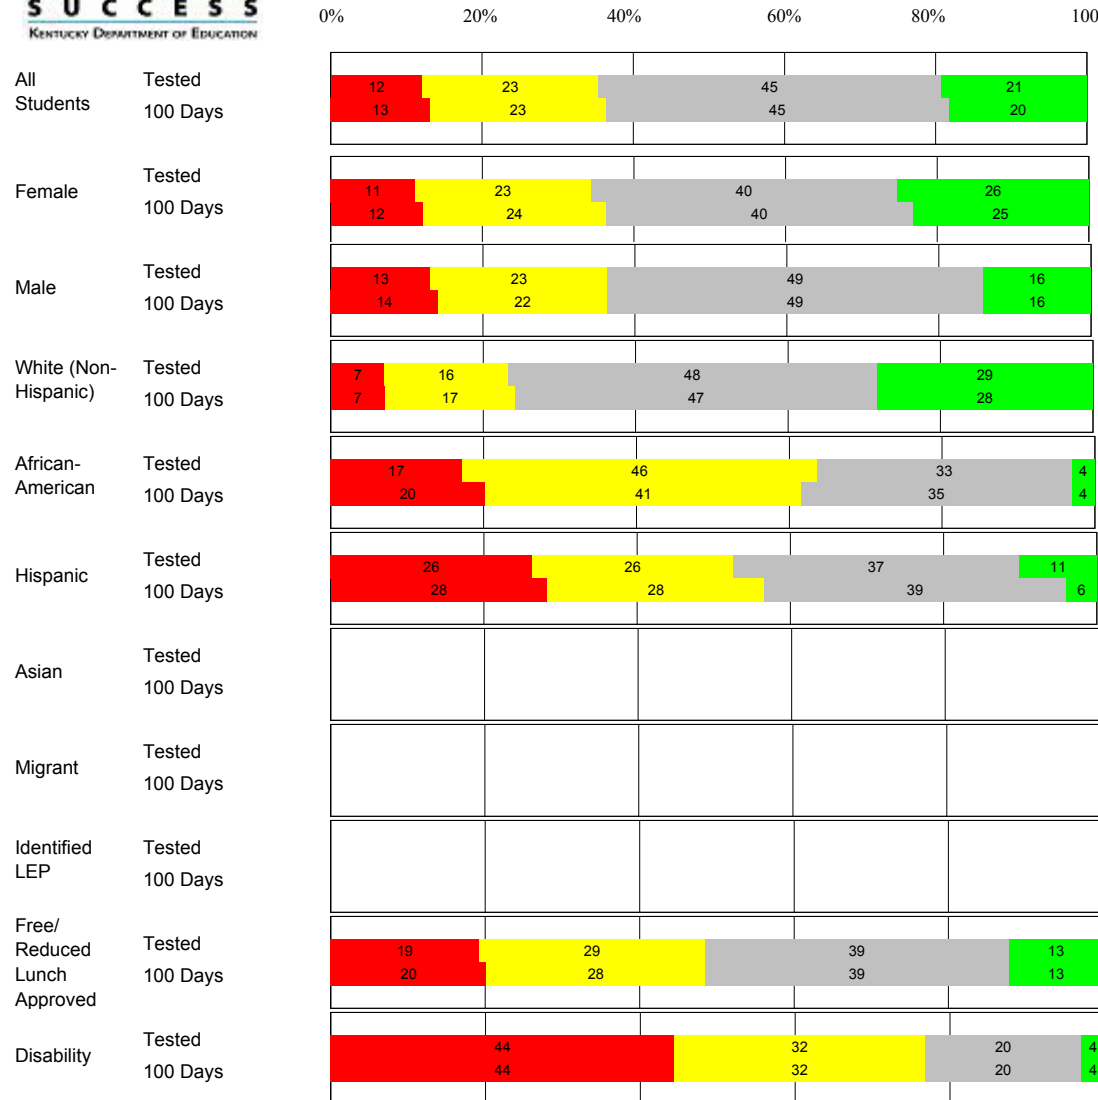 SUCCESS
KENTUCKY DEPARTMENT OF EDUCATION
0% 20% 40% 60% 80% 100
All Students Tested 12 23 45 21
100 Days 13 23 45 20
Female Tested 11 23 40 26
100 Days 12 24 40 25
Male Tested 13 23 49 16
100 Days 14 22 49 16
White (Non-Hispanic) Tested 7 16 48 29
100 Days 7 17 47 28
African-American Tested 17 46 33 4
100 Days 20 41 35 4
Hispanic Tested 26 26 37 11
100 Days 28 28 39 6
Asian Tested
100 Days
Migrant Tested
100 Days
Identified LEP Tested
100 Days
Free/Reduced Lunch Approved Tested 19 29 39 13
100 Days 20 28 39 13
Disability Tested 44 32 20 4
100 Days 44 32 20 4